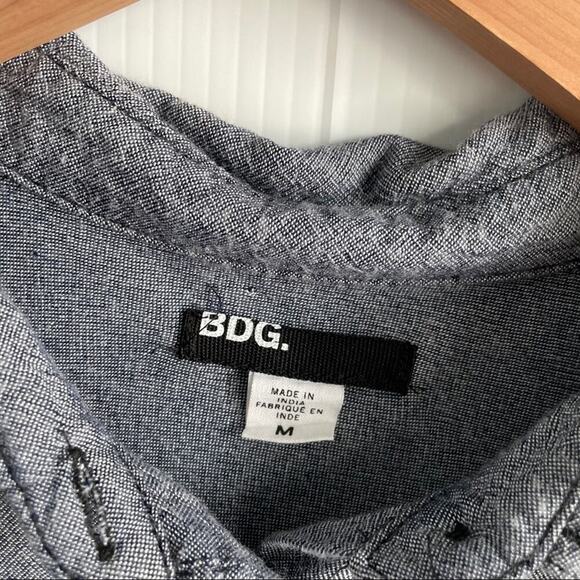 BDG.
MADE IN
INDIA
FABRIQUÉ EN
INDE
M